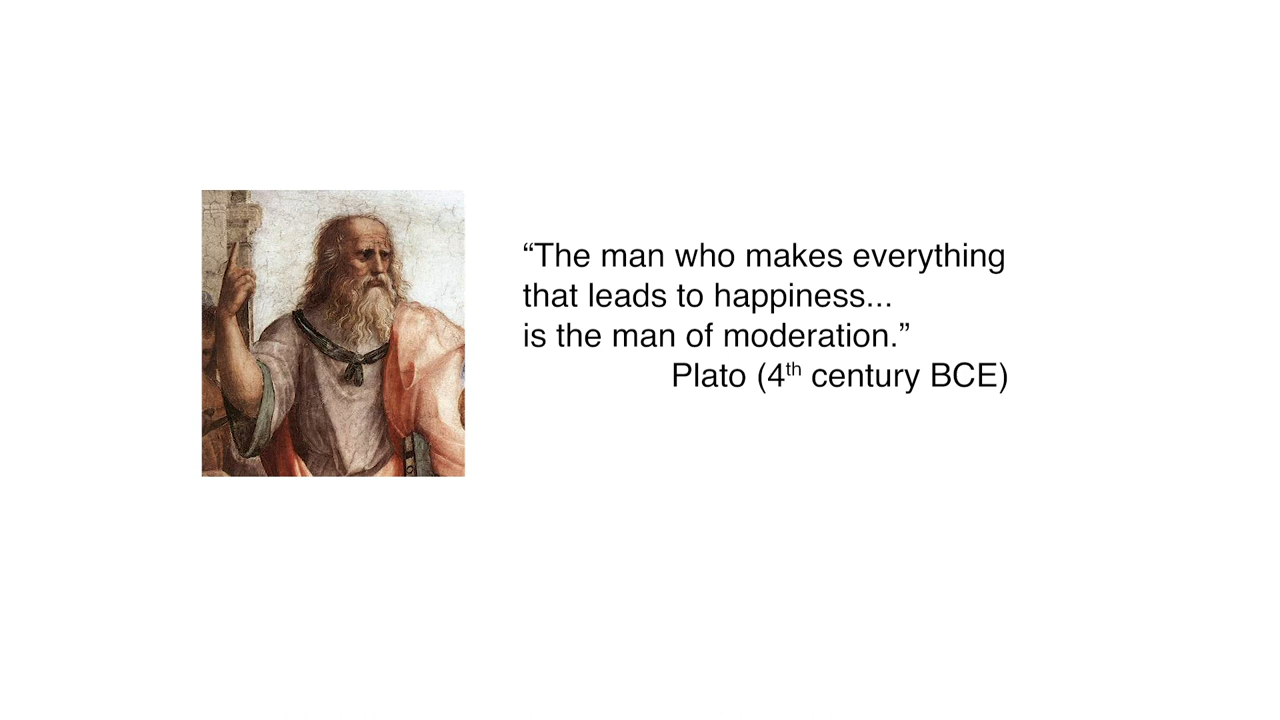 “The man who makes everything
that leads to happiness...
is the man of moderation.”
Plato (4th century BCE)